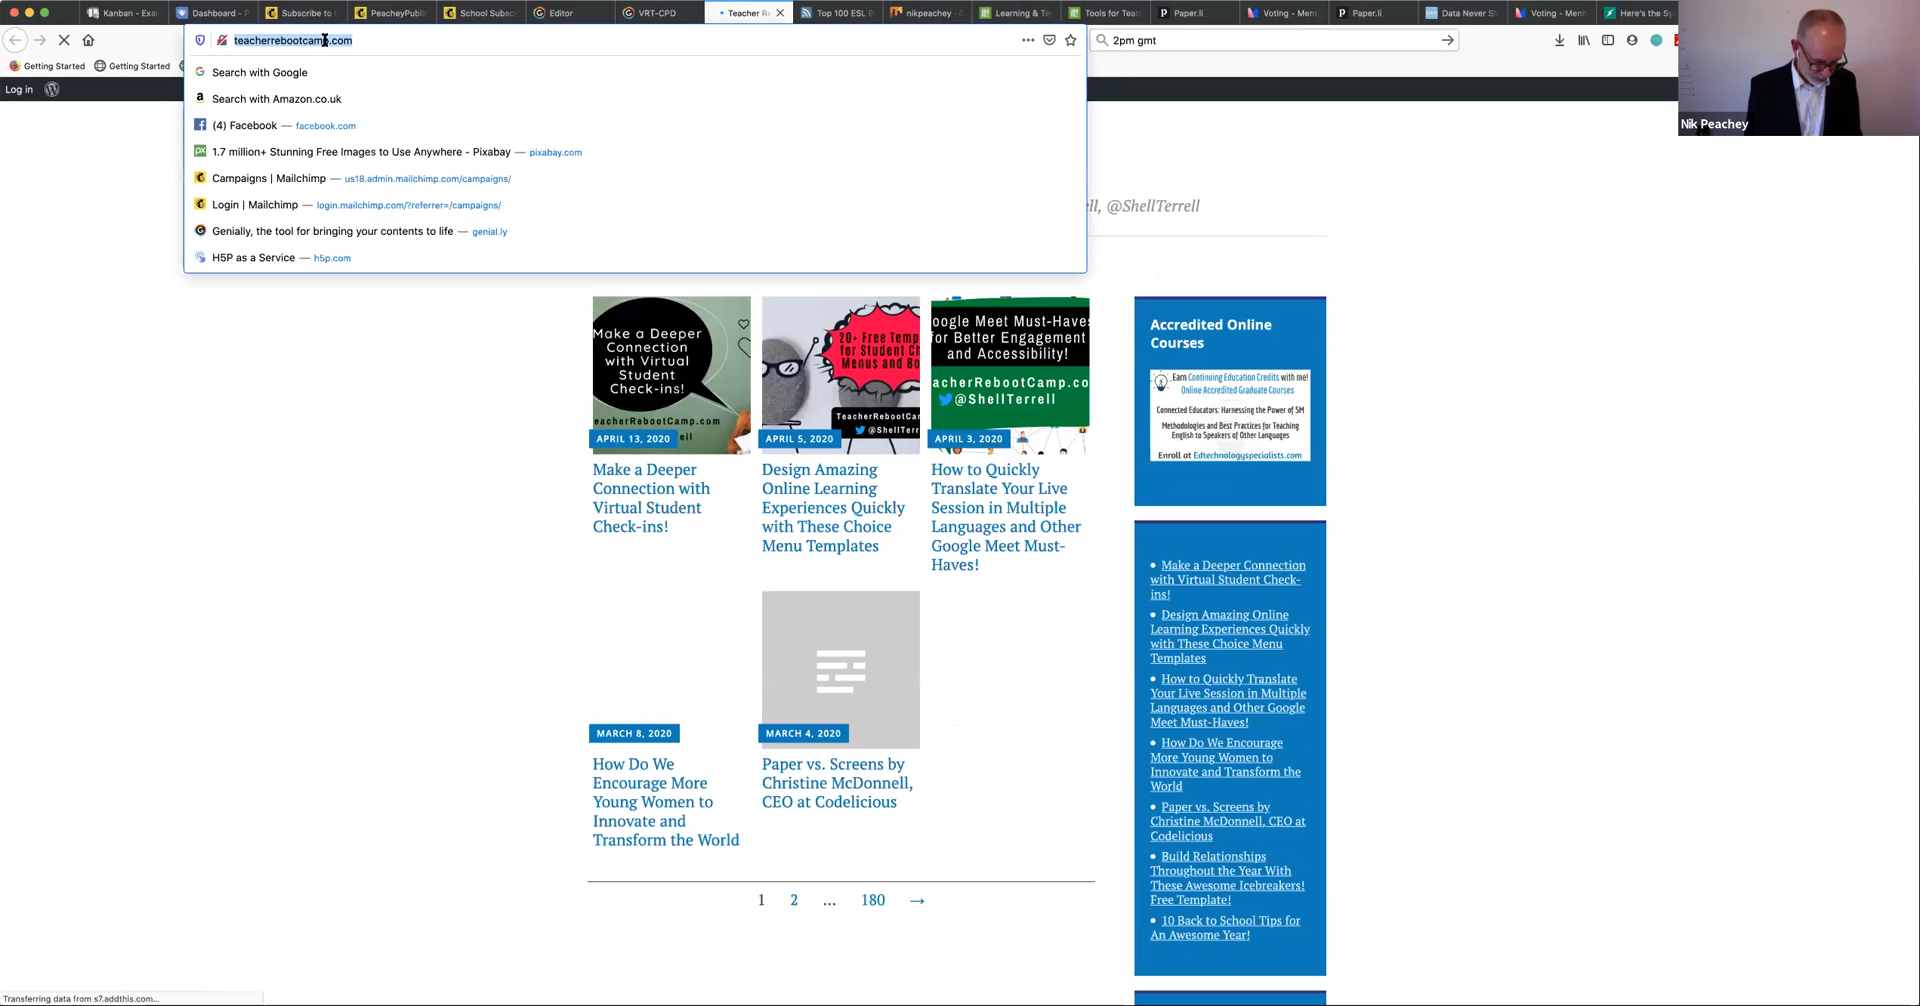 Kanban - Exa
Dashboard - P
Subscribe to
PeacheyPubl
School Subsc
Editor
VRT-CPD
Teacher Re
Top 100 ESL B
nikpeachey -
Learning & To
Tools for Teac
Paper.li
Voting - Ment
Paper.li
Data Never Sl
Voting - Ment
Here's the Sy
teacherrebootcamp.com
2pm gmt
Getting Started
Getting Started
Log in
Search with Google
a Search with Amazon.co.uk
(4) Facebook — facebook.com
1.7 million+ Stunning Free Images to Use Anywhere - Pixabay — pixabay.com
Campaigns | Mailchimp — us18.admin.mailchimp.com/campaigns/
Login | Mailchimp — login.mailchimp.com/?referrer=/campaigns/
Genially, the tool for bringing your contents to life — genial.ly
H5P as a Service — h5p.com
Nik Peachey
ell, @ShellTerrell
Make a Deeper
Connection
with Virtual
Student
Check-ins!
eacherRebootCamp.com
APRIL 13, 2020
Make a Deeper
Connection with
Virtual Student
Check-ins!
20+ Free Temp
for Student Ch
Menus and Bo
TeacherRebootCa
@ShellTerr
APRIL 5, 2020
Design Amazing
Online Learning
Experiences Quickly
with These Choice
Menu Templates
oogle Meet Must-Haves
for Better Engagement
and Accessibility!
acherRebootCamp.co
@ShellTerrell
APRIL 3, 2020
How to Quickly
Translate Your Live
Session in Multiple
Languages and Other
Google Meet Must-
Haves!
MARCH 8, 2020
How Do We
Encourage More
Young Women to
Innovate and
Transform the World
MARCH 4, 2020
Paper vs. Screens by
Christine McDonnell,
CEO at Codelicious
1 2 ... 180 →
Accredited Online
Courses
Earn Continuing Education Credits with me!
Online Accredited Graduate Courses
Connected Educators: Harnessing the Power of SM
Methodologies and Best Practices for Teaching
English to Speakers of Other Languages
Enroll at Edtechnologyspecialists.com
Make a Deeper Connection
with Virtual Student Check-
ins!
Design Amazing Online
Learning Experiences Quickly
with These Choice Menu
Templates
How to Quickly Translate
Your Live Session in Multiple
Languages and Other Google
Meet Must-Haves!
How Do We Encourage
More Young Women to
Innovate and Transform the
World
Paper vs. Screens by
Christine McDonnell, CEO at
Codelicious
Build Relationships
Throughout the Year With
These Awesome Icebreakers!
Free Template!
10 Back to School Tips for
An Awesome Year!
Transferring data from s7.addthis.com...